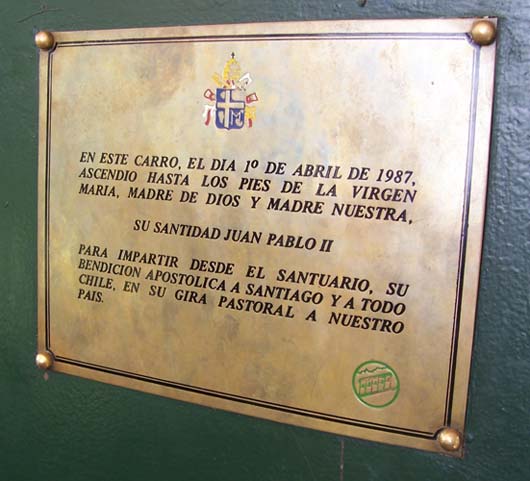 EN ESTE CARRO, EL DIA 1º DE ABRIL DE 1987,
ASCENDIO HASTA LOS PIES DE LA VIRGEN
MARIA, MADRE DE DIOS Y MADRE NUESTRA,
SU SANTIDAD JUAN PABLO II
PARA IMPARTIR DESDE EL SANTUARIO, SU
BENDICION APOSTOLICA A SANTIAGO Y A TODO
CHILE, EN SU GIRA PASTORAL A NUESTRO
PAIS.